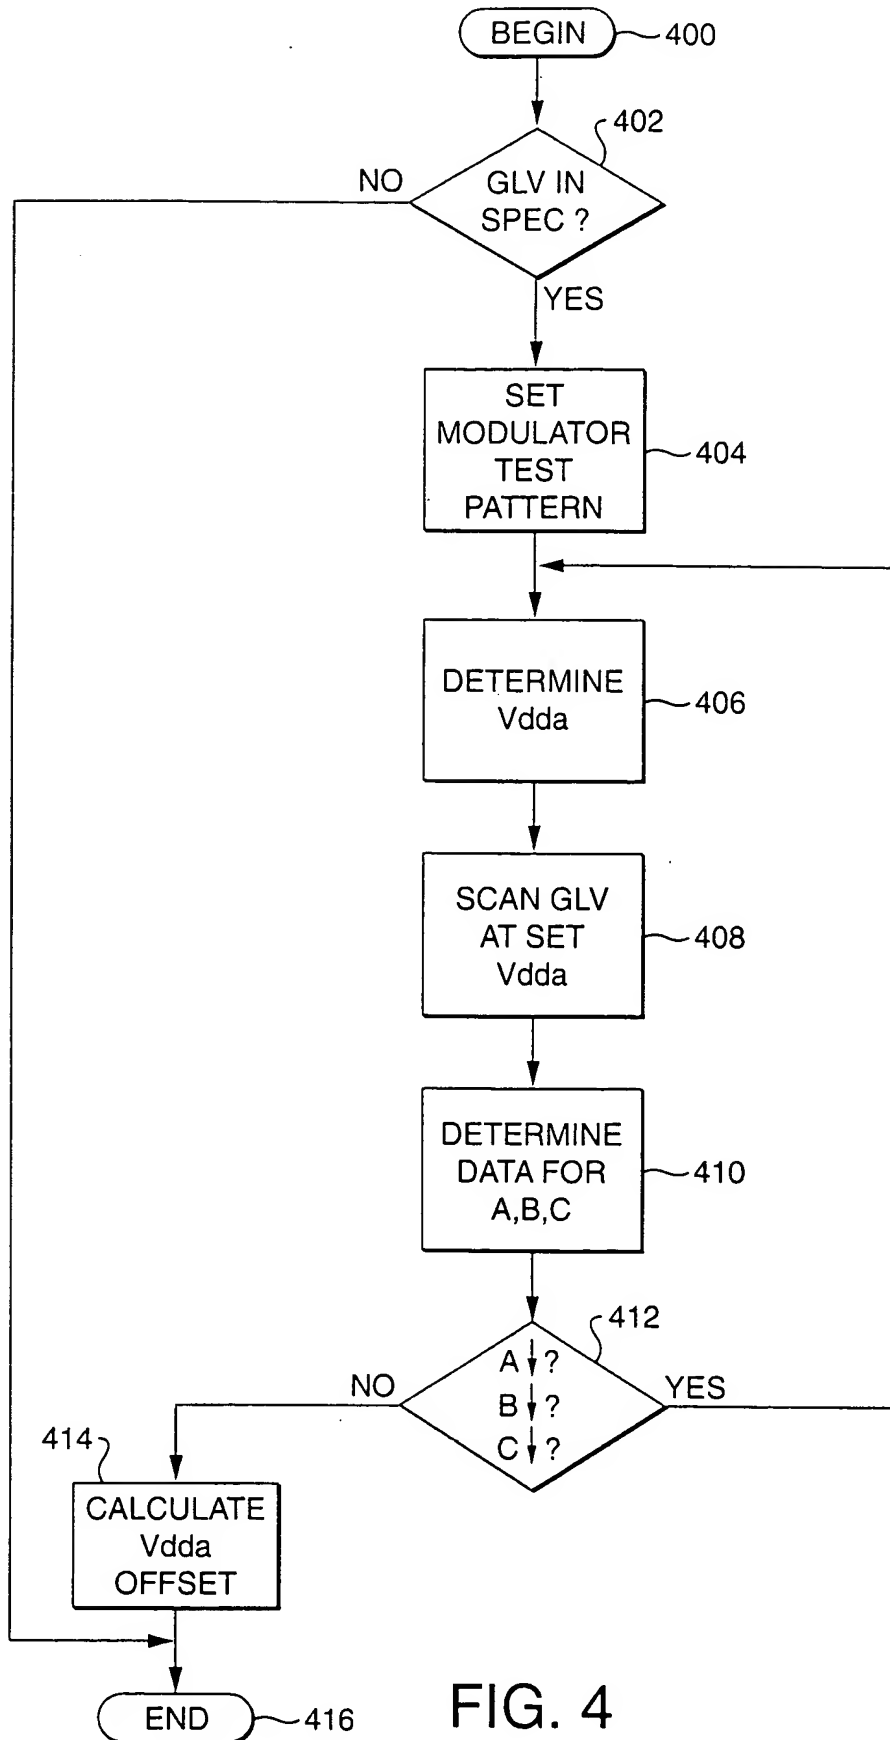 BEGIN
400
402
NO
GLV IN
SPEC ?
YES
SET
MODULATOR
TEST
PATTERN
404
DETERMINE
Vdda
406
SCAN GLV
AT SET
Vdda
408
DETERMINE
DATA FOR
A,B,C
410
412
A↓?
B↓?
C↓?
NO
YES
414
CALCULATE
Vdda
OFFSET
END
416
FIG. 4